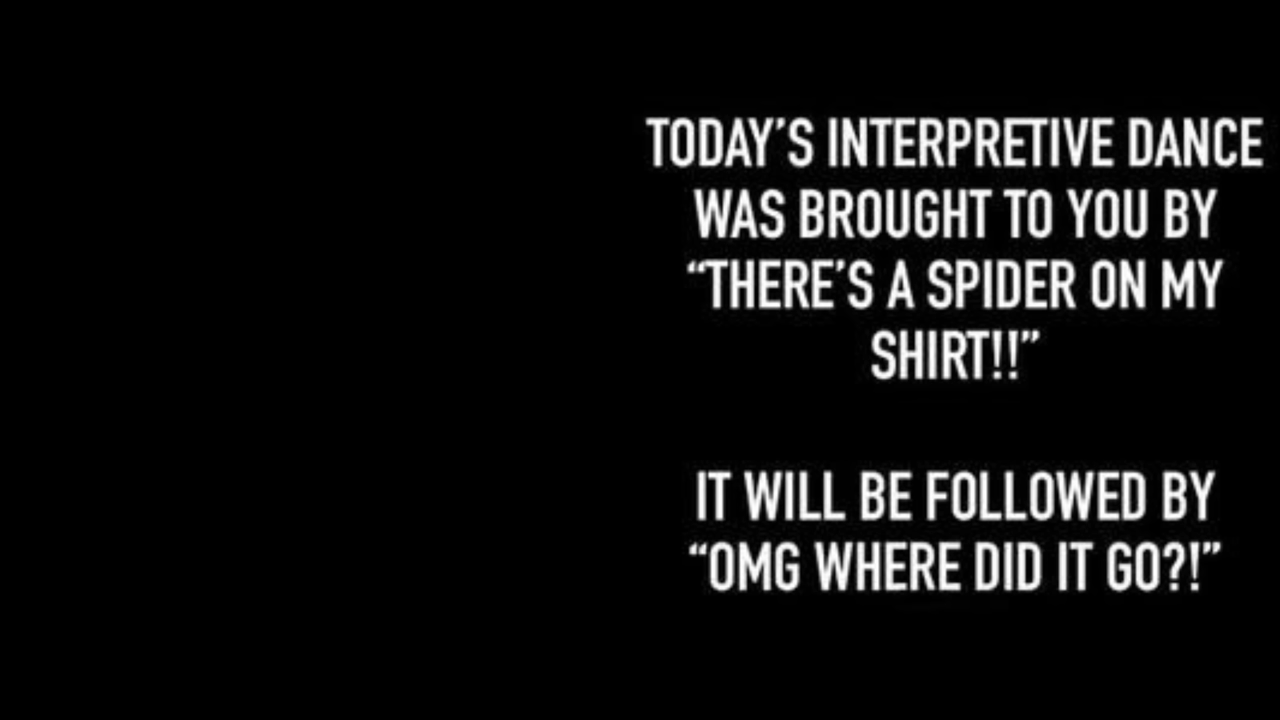 TODAY’S INTERPRETIVE DANCE
WAS BROUGHT TO YOU BY
“THERE’S A SPIDER ON MY
SHIRT!!”
IT WILL BE FOLLOWED BY
“OMG WHERE DID IT GO?!”